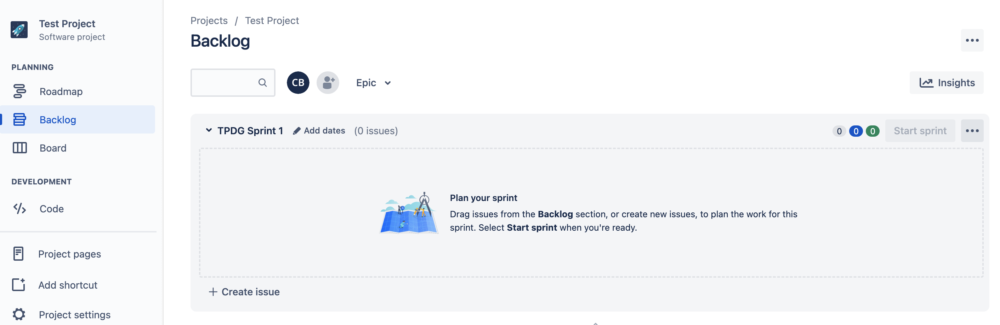 Test Project
Software project
PLANNING
Roadmap
Backlog
Board
DEVELOPMENT
Code
Project pages
Add shortcut
Project settings
Projects / Test Project
Backlog
CB
Epic
Insights
TPDG Sprint 1 Add dates (0 issues)
0 0 0 Start sprint
Plan your sprint
Drag issues from the Backlog section, or create new issues, to plan the work for this
sprint. Select Start sprint when you're ready.
+ Create issue